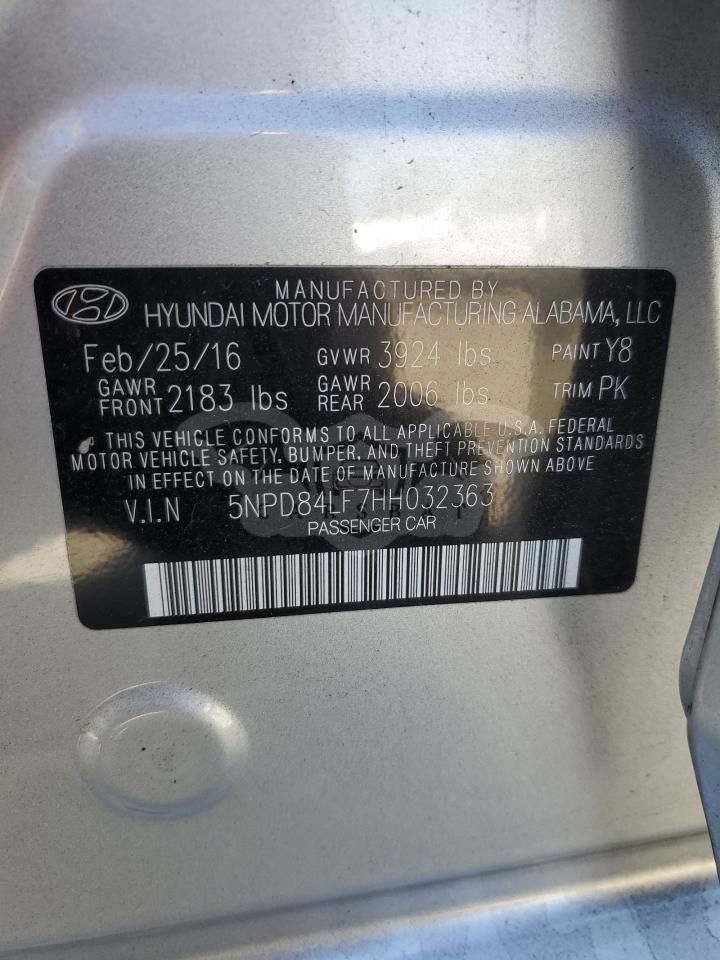 MANUFACTURED BY
HYUNDAI MOTOR MANUFACTURING ALABAMA, LLC
Feb/25/16 GVWR 3924 lbs PAINT Y8
GAWR FRONT 2183 lbs GAWR REAR 2006 lbs TRIM PK
THIS VEHICLE CONFORMS TO ALL APPLICABLE U.S.A. FEDERAL
MOTOR VEHICLE SAFETY, BUMPER, AND THEFT PREVENTION STANDARDS
IN EFFECT ON THE DATE OF MANUFACTURE SHOWN ABOVE
V.I.N 5NPD84LF7HH032363
PASSENGER CAR